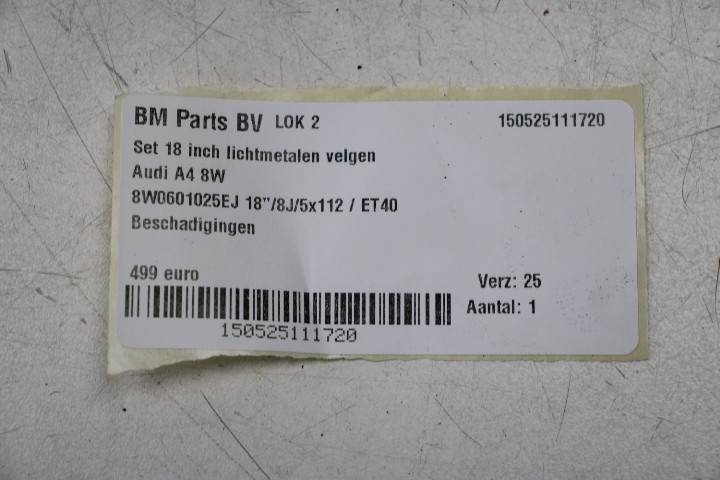 BM Parts BV LOK 2 150525111720
Set 18 inch lichtmetalen velgen
Audi A4 8W
8W0601025EJ 18"/8J/5x112 / ET40
Beschadigingen
499 euro
Verz: 25
Aantal: 1
150525111720